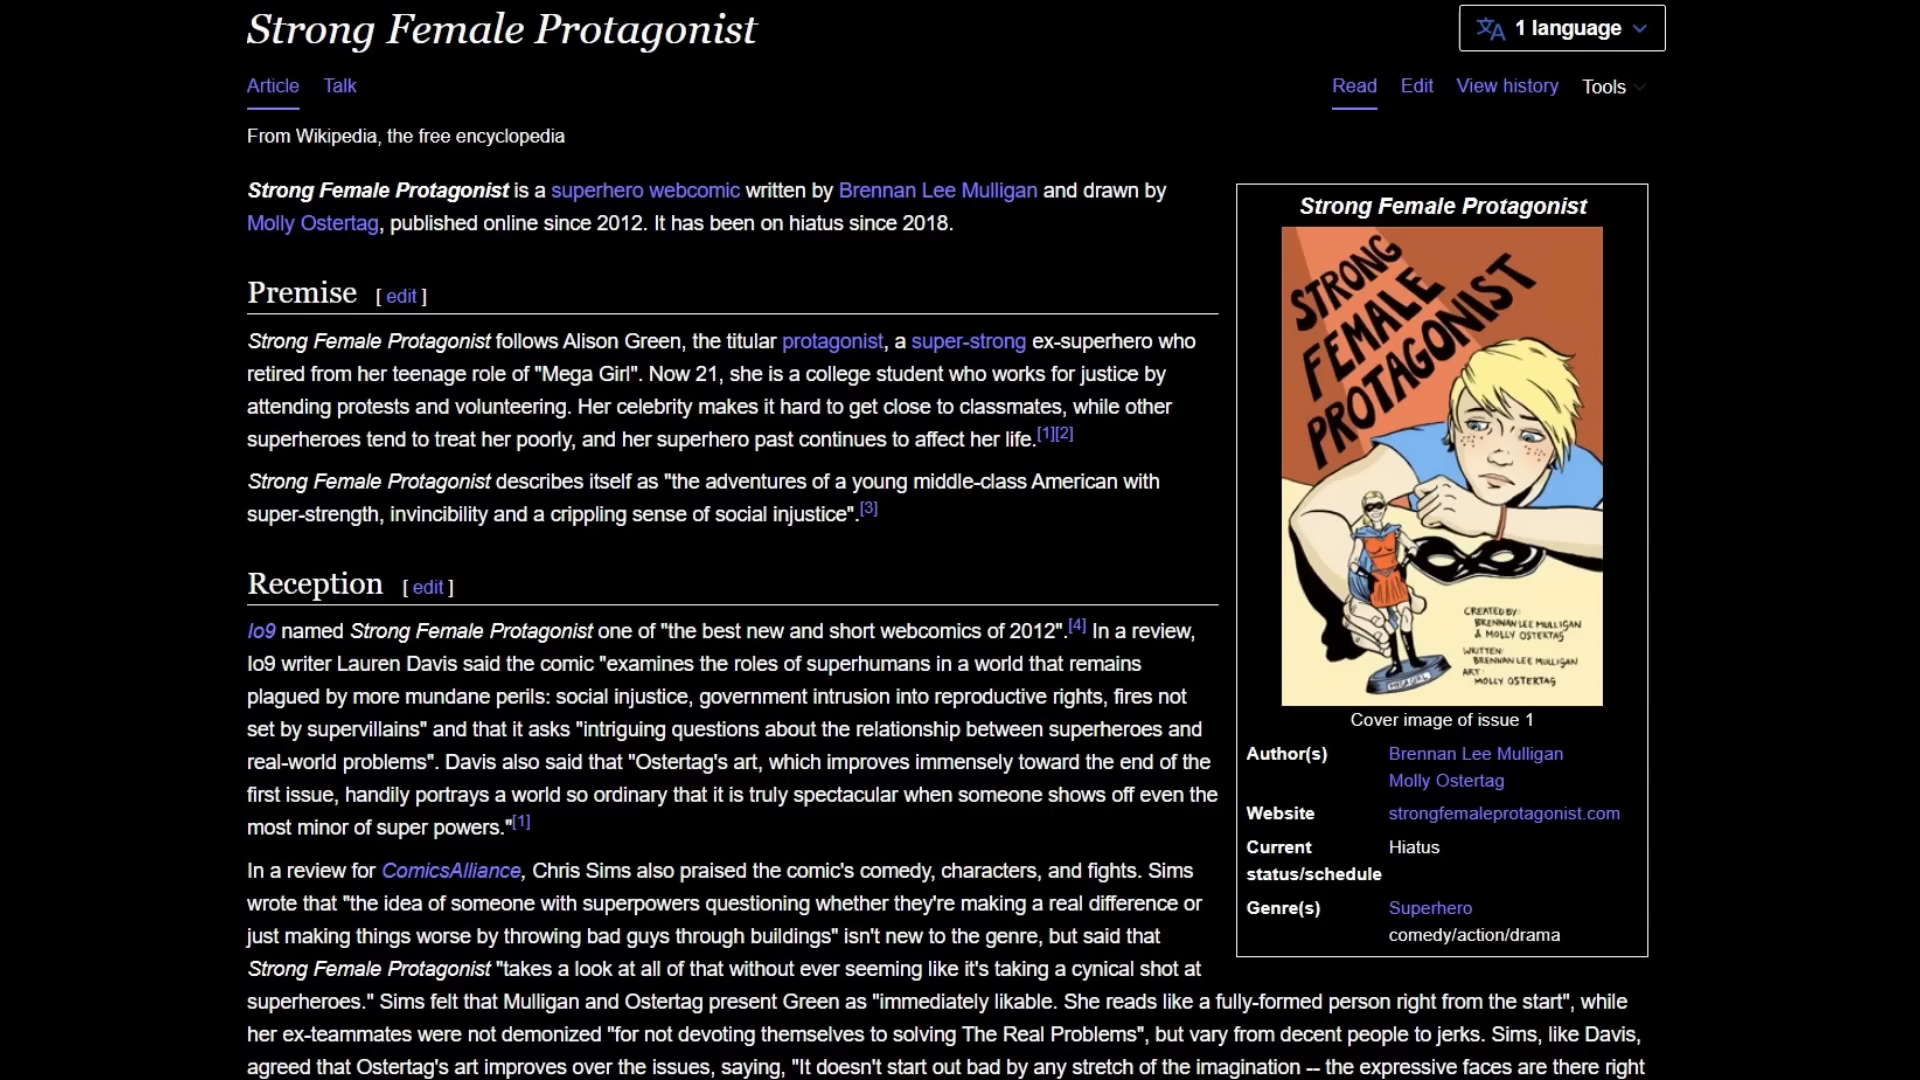 Strong Female Protagonist
1 language
Article Talk
Read Edit View history Tools
From Wikipedia, the free encyclopedia
Strong Female Protagonist is a superhero webcomic written by Brennan Lee Mulligan and drawn by
Molly Ostertag, published online since 2012. It has been on hiatus since 2018.
Premise [ edit ]
Strong Female Protagonist follows Alison Green, the titular protagonist, a super-strong ex-superhero who
retired from her teenage role of "Mega Girl". Now 21, she is a college student who works for justice by
attending protests and volunteering. Her celebrity makes it hard to get close to classmates, while other
superheroes tend to treat her poorly, and her superhero past continues to affect her life.[1][2]
Strong Female Protagonist describes itself as "the adventures of a young middle-class American with
super-strength, invincibility and a crippling sense of social injustice".[3]
Reception [ edit ]
Io9 named Strong Female Protagonist one of "the best new and short webcomics of 2012".[4] In a review,
Io9 writer Lauren Davis said the comic "examines the roles of superhumans in a world that remains
plagued by more mundane perils: social injustice, government intrusion into reproductive rights, fires not
set by supervillains" and that it asks "intriguing questions about the relationship between superheroes and
real-world problems". Davis also said that "Ostertag's art, which improves immensely toward the end of the
first issue, handily portrays a world so ordinary that it is truly spectacular when someone shows off even the
most minor of super powers."[1]
In a review for ComicsAlliance, Chris Sims also praised the comic's comedy, characters, and fights. Sims
wrote that "the idea of someone with superpowers questioning whether they're making a real difference or
just making things worse by throwing bad guys through buildings" isn't new to the genre, but said that
Strong Female Protagonist "takes a look at all of that without ever seeming like it's taking a cynical shot at
superheroes." Sims felt that Mulligan and Ostertag present Green as "immediately likable. She reads like a fully-formed person right from the start", while
her ex-teammates were not demonized "for not devoting themselves to solving The Real Problems", but vary from decent people to jerks. Sims, like Davis,
agreed that Ostertag's art improves over the issues, saying, "It doesn't start out bad by any stretch of the imagination -- the expressive faces are there right
Strong Female Protagonist
STRONG
FEMALE
PROTAGONIST
MEGA GIRL
CREATED BY:
BRENNAN LEE MULLIGAN
& MOLLY OSTERTAG
WRITTEN:
BRENNAN LEE MULLIGAN
ART:
MOLLY OSTERTAG
Cover image of issue 1
Author(s) Brennan Lee Mulligan
Molly Ostertag
Website strongfemaleprotagonist.com
Current Hiatus
status/schedule
Genre(s) Superhero
comedy/action/drama